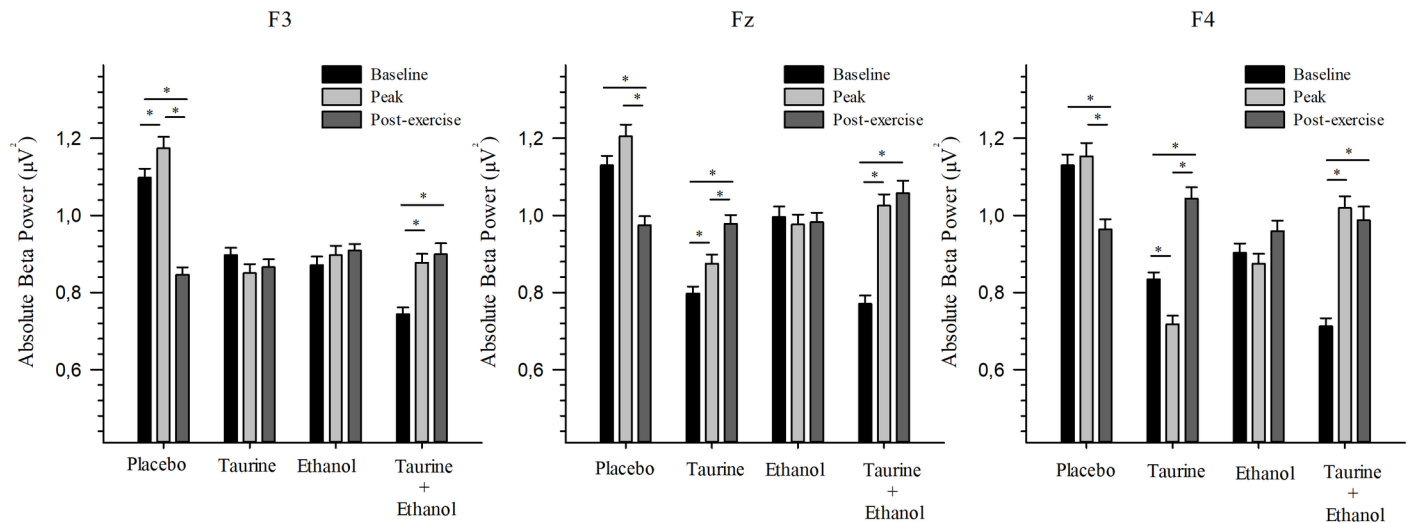 F3
Absolute Beta Power (µV²)
1,2
1,0
0,8
0,6
Baseline
Peak
Post-exercise
*
*
*
*
*
Placebo
Taurine
Ethanol
Taurine
+
Ethanol
Fz
Absolute Beta Power (µV²)
1,2
1,0
0,8
0,6
Baseline
Peak
Post-exercise
*
*
*
*
*
*
*
Placebo
Taurine
Ethanol
Taurine
+
Ethanol
F4
Absolute Beta Power (µV²)
1,2
1,0
0,8
0,6
Baseline
Peak
Post-exercise
*
*
*
*
*
*
*
Placebo
Taurine
Ethanol
Taurine
+
Ethanol